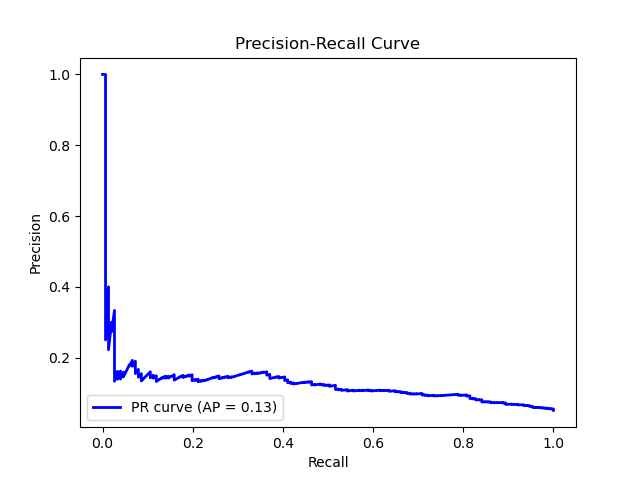 Precision-Recall Curve
1.0
0.8
0.6
0.4
0.2
Precision
PR curve (AP = 0.13)
0.0 0.2 0.4 0.6 0.8 1.0
Recall